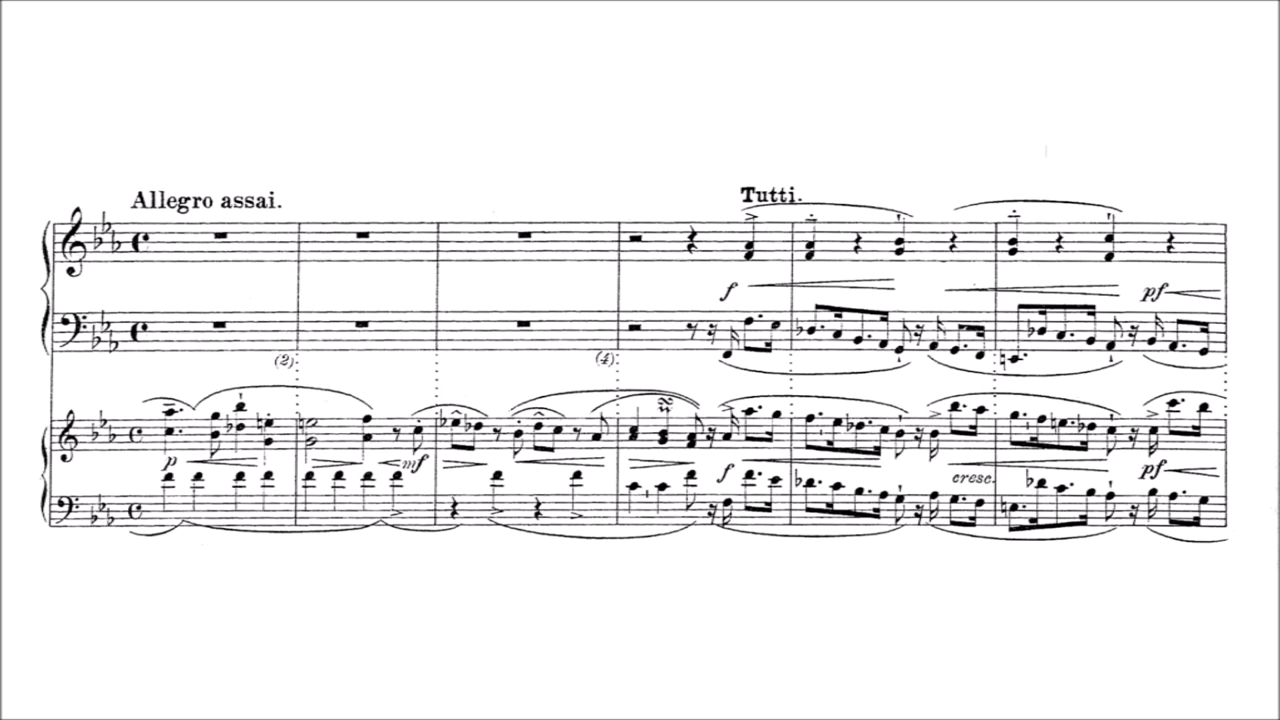 Allegro assai.
Tutti.
f
pf
(2)
(4)
p
mf
f
cresc.
pf